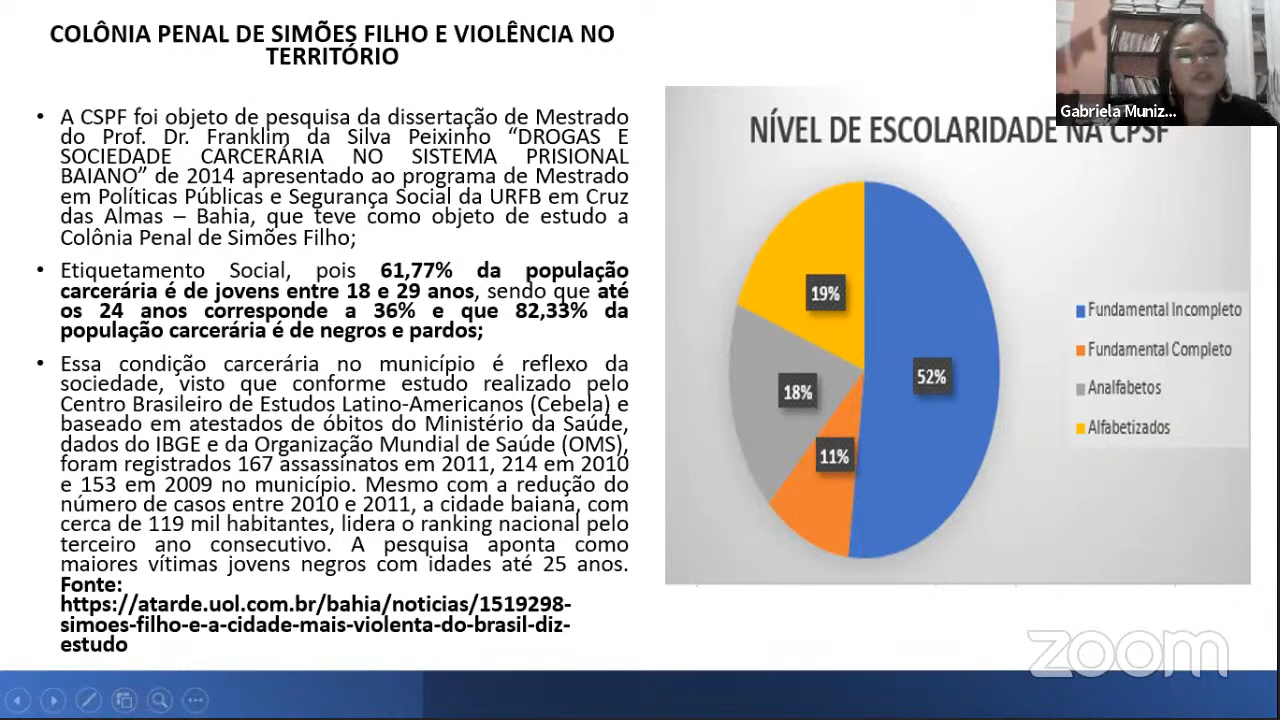 COLÔNIA PENAL DE SIMÕES FILHO E VIOLÊNCIA NO
TERRITÓRIO
• A CSPF foi objeto de pesquisa da dissertação de Mestrado
do Prof. Dr. Franklim da Silva Peixinho “DROGAS E
SOCIEDADE CARCERÁRIA NO SISTEMA PRISIONAL
BAIANO” de 2014 apresentado ao programa de Mestrado
em Políticas Públicas e Segurança Social da URFB em Cruz
das Almas – Bahia, que teve como objeto de estudo a
Colônia Penal de Simões Filho;
• Etiquetamento Social, pois 61,77% da população
carcerária é de jovens entre 18 e 29 anos, sendo que até
os 24 anos corresponde a 36% e que 82,33% da
população carcerária é de negros e pardos;
• Essa condição carcerária no município é reflexo da
sociedade, visto que conforme estudo realizado pelo
Centro Brasileiro de Estudos Latino-Americanos (Cebela) e
baseado em atestados de óbitos do Ministério da Saúde,
dados do IBGE e da Organização Mundial de Saúde (OMS),
foram registrados 167 assassinatos em 2011, 214 em 2010
e 153 em 2009 no município. Mesmo com a redução do
número de casos entre 2010 e 2011, a cidade baiana, com
cerca de 119 mil habitantes, lidera o ranking nacional pelo
terceiro ano consecutivo. A pesquisa aponta como
maiores vítimas jovens negros com idades até 25 anos.
Fonte:
https://atarde.uol.com.br/bahia/noticias/1519298-
simoes-filho-e-a-cidade-mais-violenta-do-brasil-diz-
estudo
Gabriela Muniz...
NÍVEL DE ESCOLARIDADE NA CPSF
19%
52%
18%
11%
Fundamental Incompleto
Fundamental Completo
Analfabetos
Alfabetizados
zoom